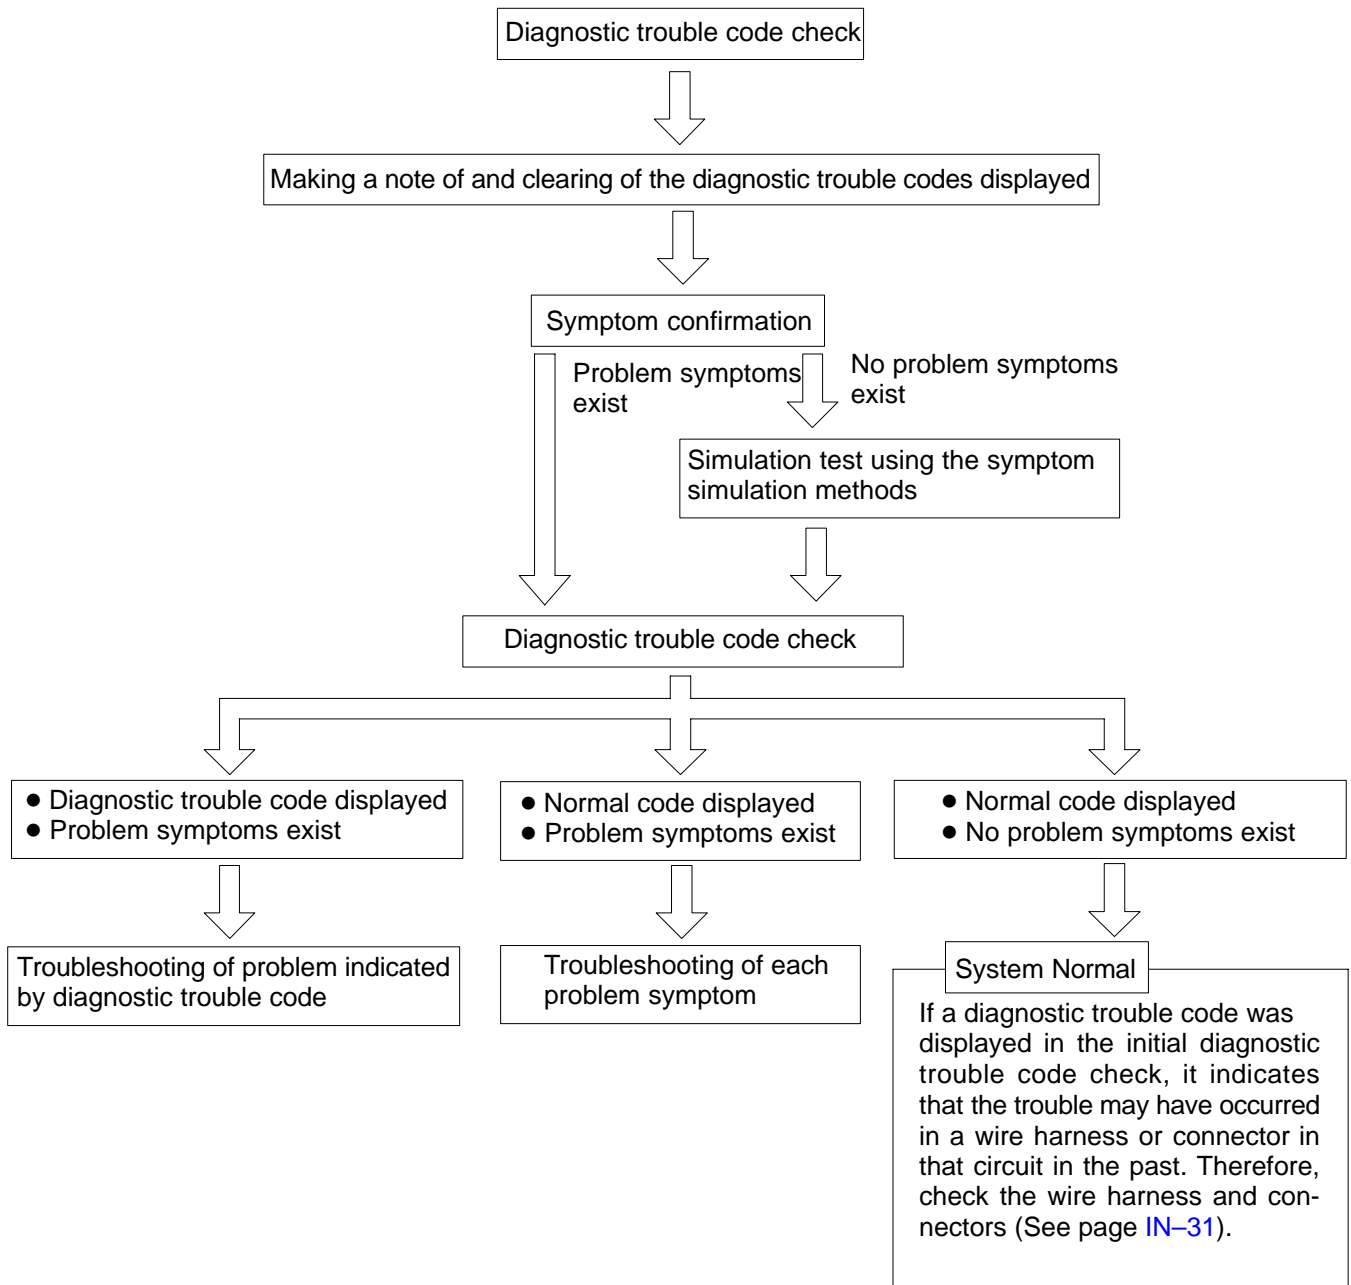 Diagnostic trouble code check
Making a note of and clearing of the diagnostic trouble codes displayed
Symptom confirmation
Problem symptoms
exist
No problem symptoms
exist
Simulation test using the symptom
simulation methods
Diagnostic trouble code check
● Diagnostic trouble code displayed
● Problem symptoms exist
● Normal code displayed
● Problem symptoms exist
● Normal code displayed
● No problem symptoms exist
Troubleshooting of problem indicated
by diagnostic trouble code
Troubleshooting of each
problem symptom
System Normal
If a diagnostic trouble code was
displayed in the initial diagnostic
trouble code check, it indicates
that the trouble may have occurred
in a wire harness or connector in
that circuit in the past. Therefore,
check the wire harness and con-
nectors (See page IN–31).